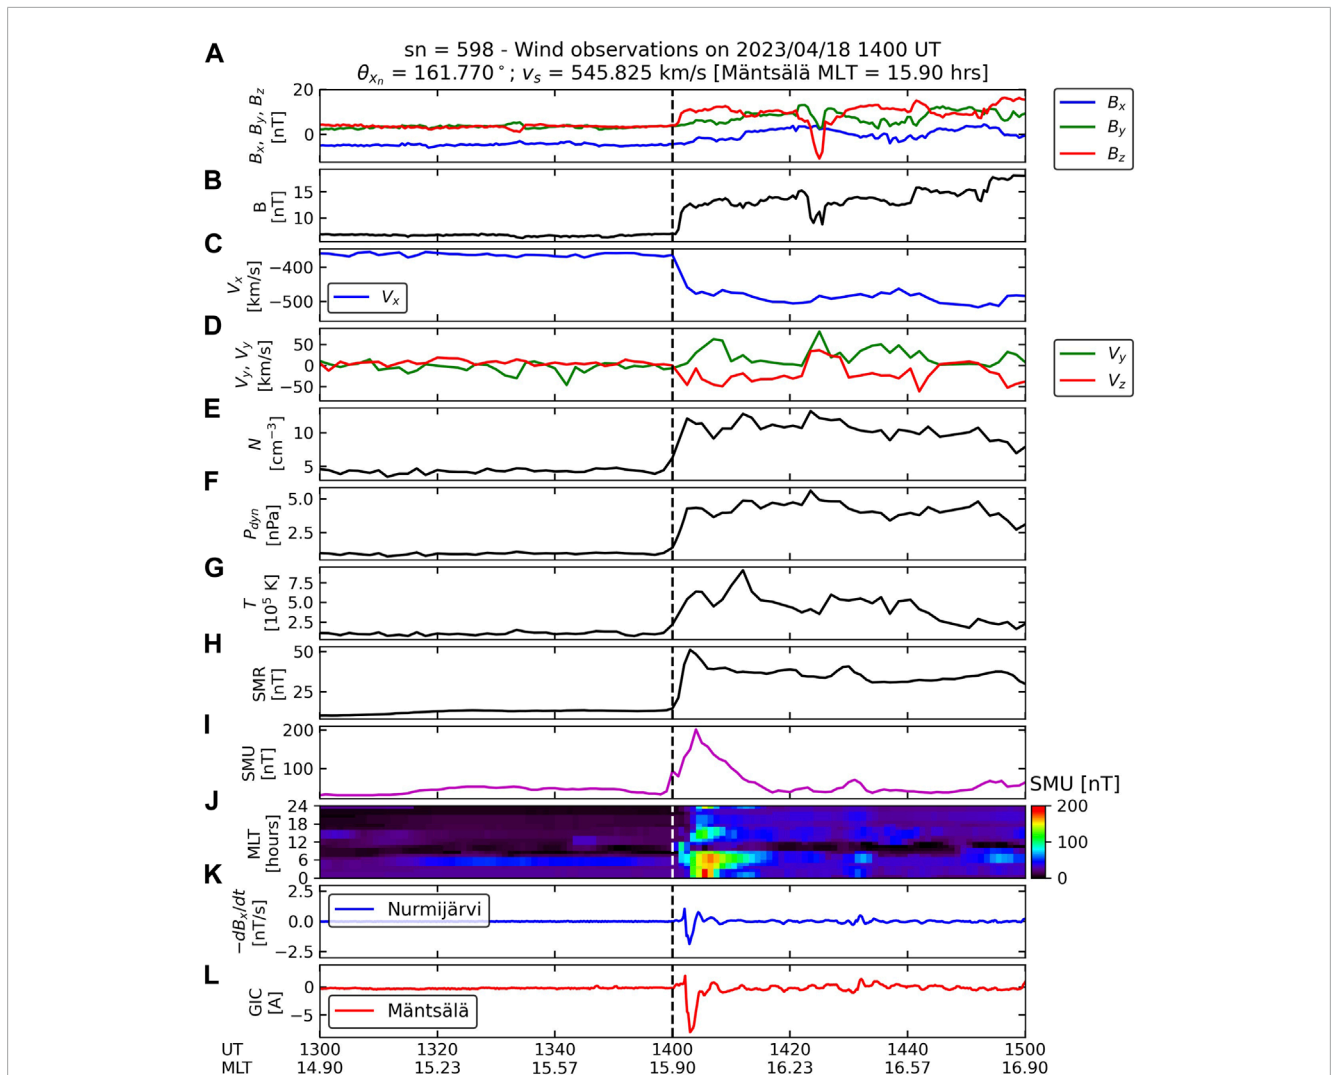 A
sn = 598 - Wind observations on 2023/04/18 1400 UT
θxn = 161.770°; vs = 545.825 km/s [Mäntsälä MLT = 15.90 hrs]
Bx, By, Bz
[nT]
20
0
Bx
By
Bz
B
B
[nT]
15
10
C
Vx
[km/s]
−400
−500
Vx
D
Vy, Vy
[km/s]
50
0
−50
Vy
Vz
E
N
[cm−3]
10
5
F
Pdyn
[nPa]
5.0
2.5
G
T
[10⁵ K]
7.5
5.0
2.5
H
SMR
[nT]
50
25
I
SMU
[nT]
200
100
J
MLT
[hours]
24
18
12
6
0
SMU [nT]
200
100
0
K
−dBx/dt
[nT/s]
2.5
0.0
−2.5
Nurmijärvi
L
GIC
[A]
0
−5
Mäntsälä
UT 1300 1320 1340 1400 1420 1440 1500
MLT 14.90 15.23 15.57 15.90 16.23 16.57 16.90